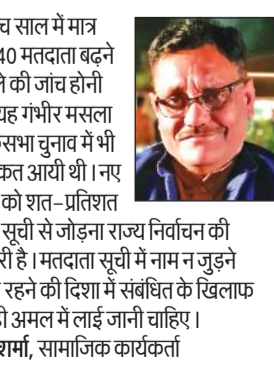 च साल में मात्र
40 मतदाता बढ़ने
ले की जांच होनी
यह गंभीर मसला
सभा चुनाव में भी
कत आयी थी । नए
को शत-प्रतिशत
सूची से जोड़ना राज्य निर्वाचन की
री है । मतदाता सूची में नाम न जुड़ने
रहने की दिशा में संबंधित के खिलाफ
ी अमल में लाई जानी चाहिए ।
शर्मा, सामाजिक कार्यकर्ता